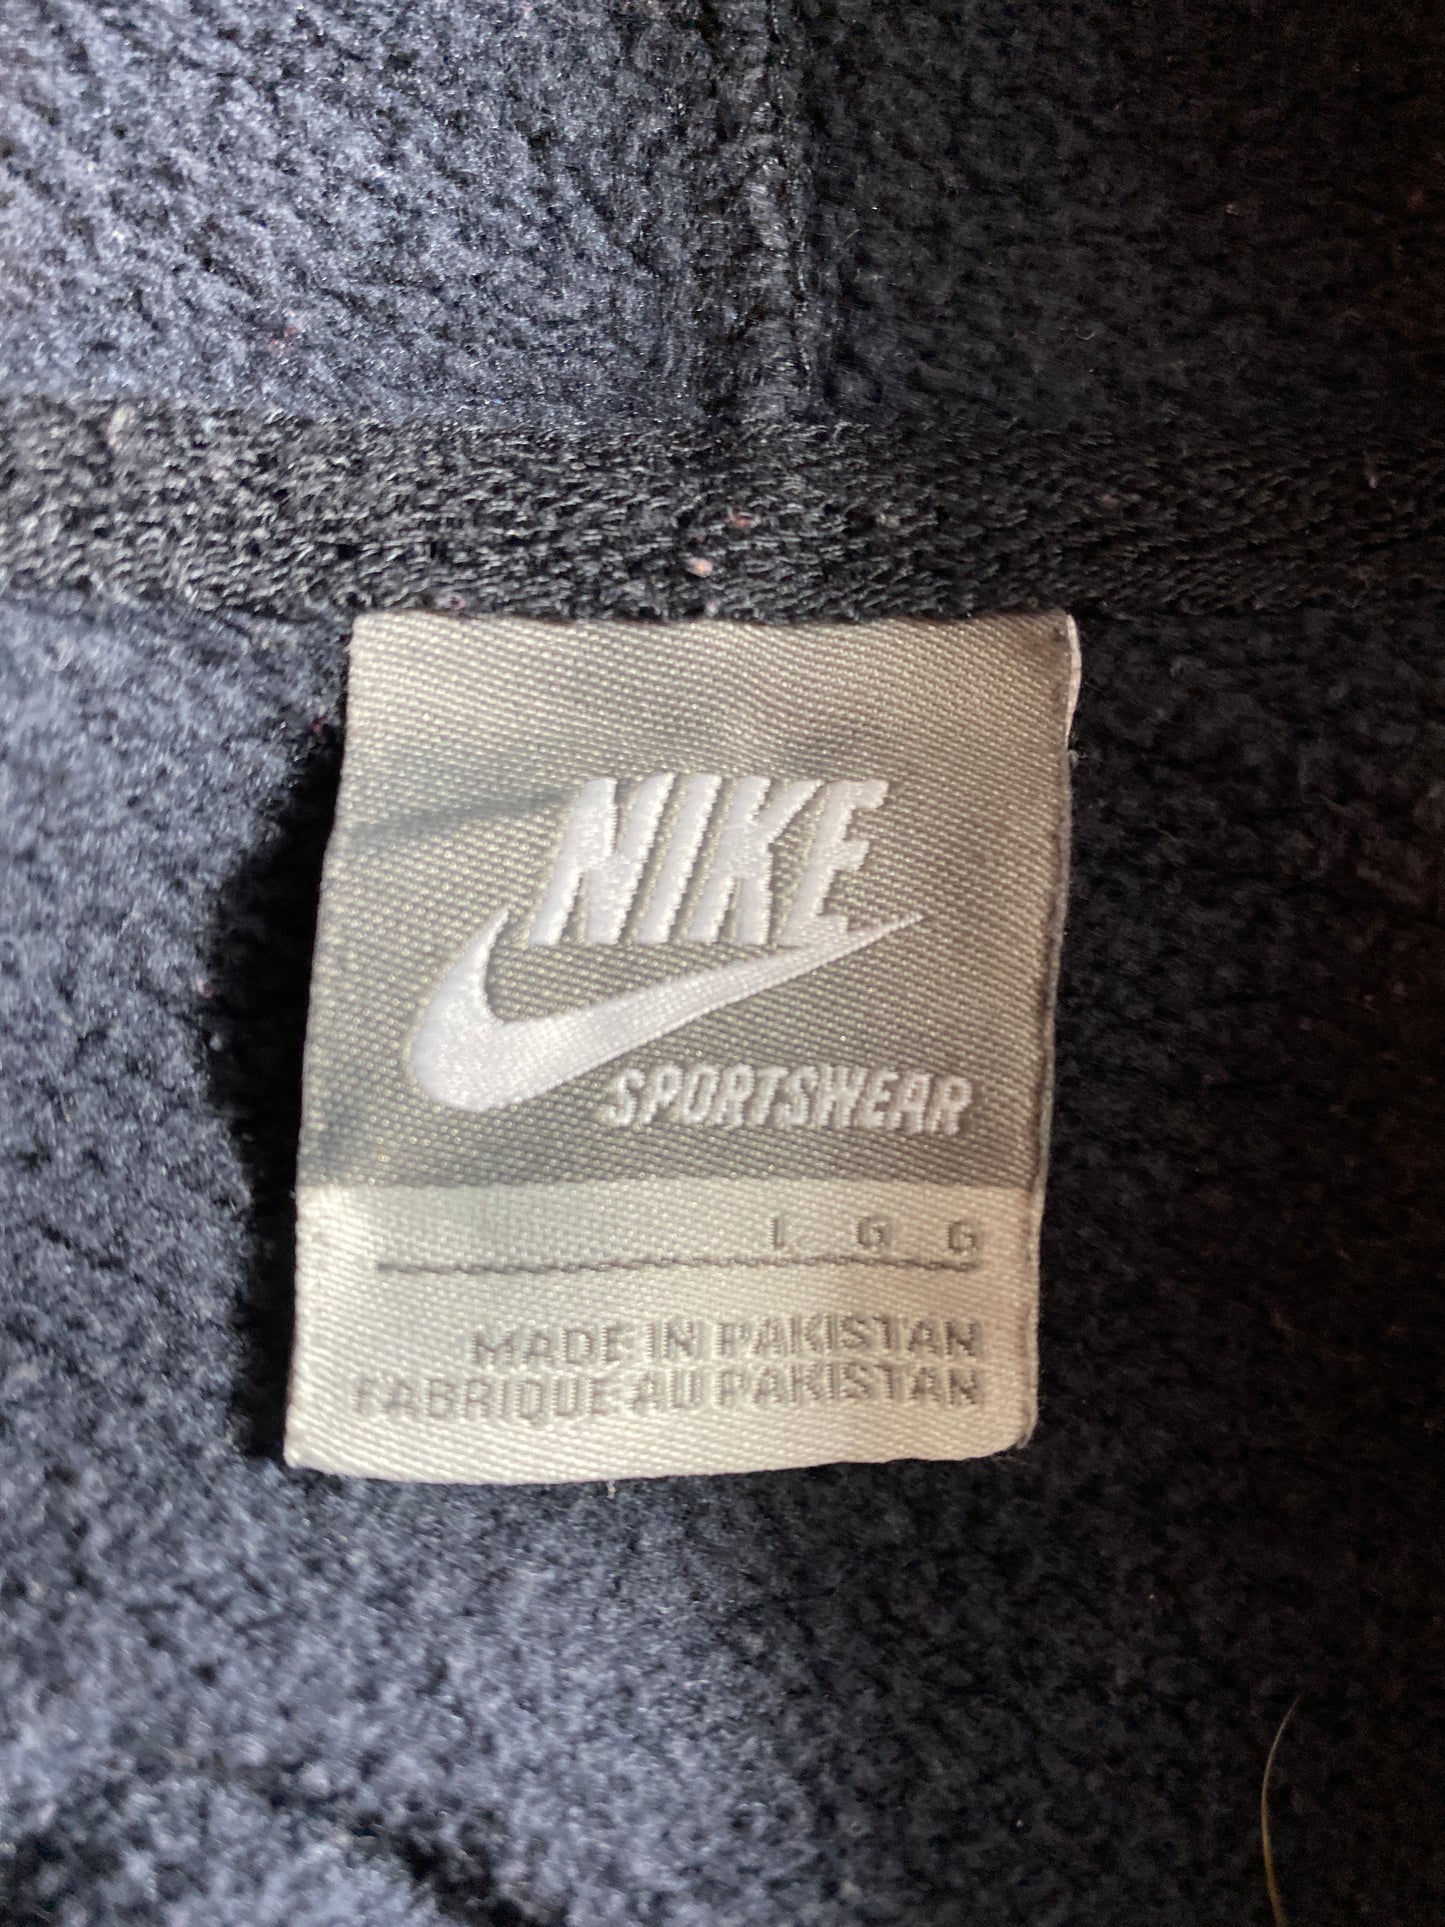 NIKE
SPORTSWEAR
L G G
MADE IN PAKISTAN
FABRIQUE AU PAKISTAN